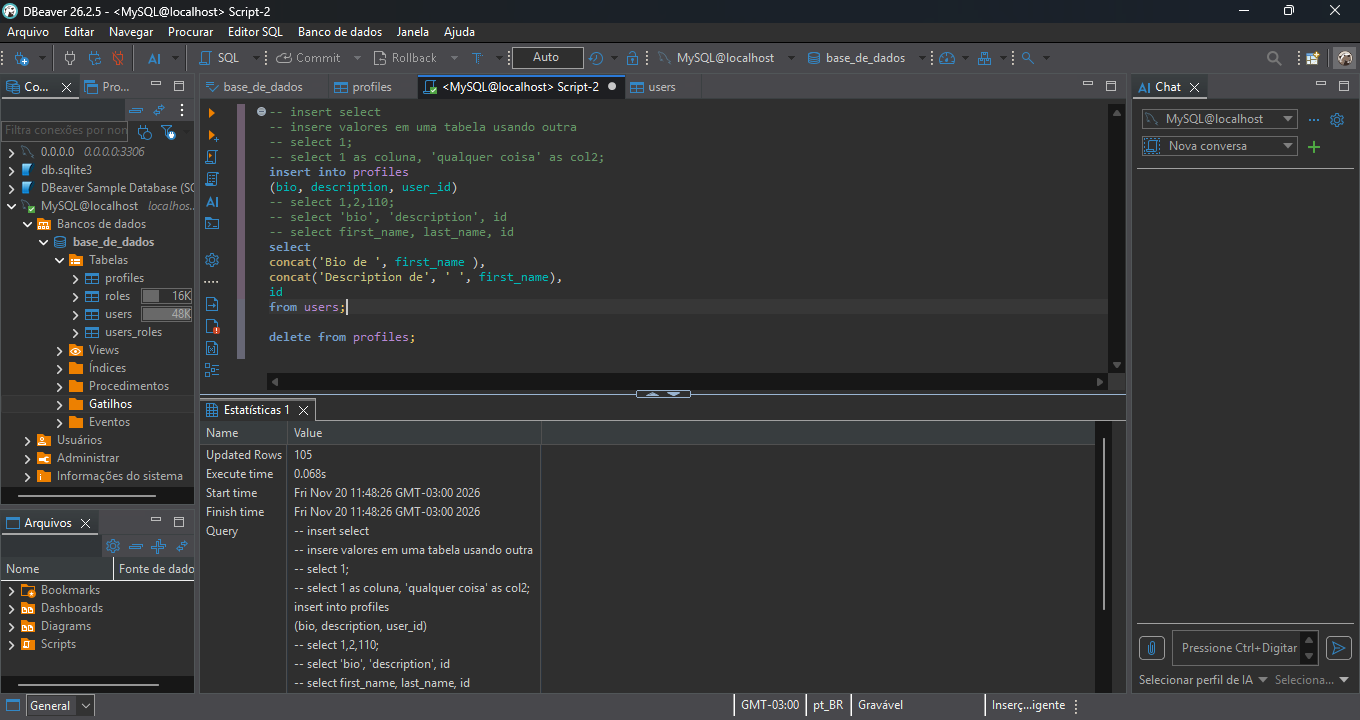 DBeaver 26.2.5 - <MySQL@localhost> Script-2
Arquivo Editar Navegar Procurar Editor SQL Banco de dados Janela Ajuda
AI SQL Commit Rollback T Auto MySQL@localhost base_de_dados
Co... Pro...
Filtra conexões por nom
0.0.0.0 0.0.0.0:3306
db.sqlite3
DBeaver Sample Database (SQ
MySQL@localhost localhos...
Bancos de dados
base_de_dados
Tabelas
profiles
roles 16K
users 48K
users_roles
Views
Índices
Procedimentos
Gatilhos
Eventos
Usuários
Administrar
Informações do sistema
Arquivos
Nome Fonte de dado
Bookmarks
Dashboards
Diagrams
Scripts
General
base_de_dados profiles <MySQL@localhost> Script-2 users
AI
-- insert select
-- insere valores em uma tabela usando outra
-- select 1;
-- select 1 as coluna, 'qualquer coisa' as col2;
insert into profiles
(bio, description, user_id)
-- select 1,2,110;
-- select 'bio', 'description', id
-- select first_name, last_name, id
select
concat('Bio de ', first_name ),
concat('Description de', ' ', first_name),
id
from users;
delete from profiles;
Estatísticas 1
Name Value
Updated Rows 105
Execute time 0.068s
Start time Fri Nov 20 11:48:26 GMT-03:00 2026
Finish time Fri Nov 20 11:48:26 GMT-03:00 2026
Query -- insert select
-- insere valores em uma tabela usando outra
-- select 1;
-- select 1 as coluna, 'qualquer coisa' as col2;
insert into profiles
(bio, description, user_id)
-- select 1,2,110;
-- select 'bio', 'description', id
-- select first_name, last_name, id
AI Chat
MySQL@localhost
Nova conversa
Pressione Ctrl+Digitar
Selecionar perfil de IA Seleciona...
GMT-03:00 pt_BR Gravável Inserç...igente